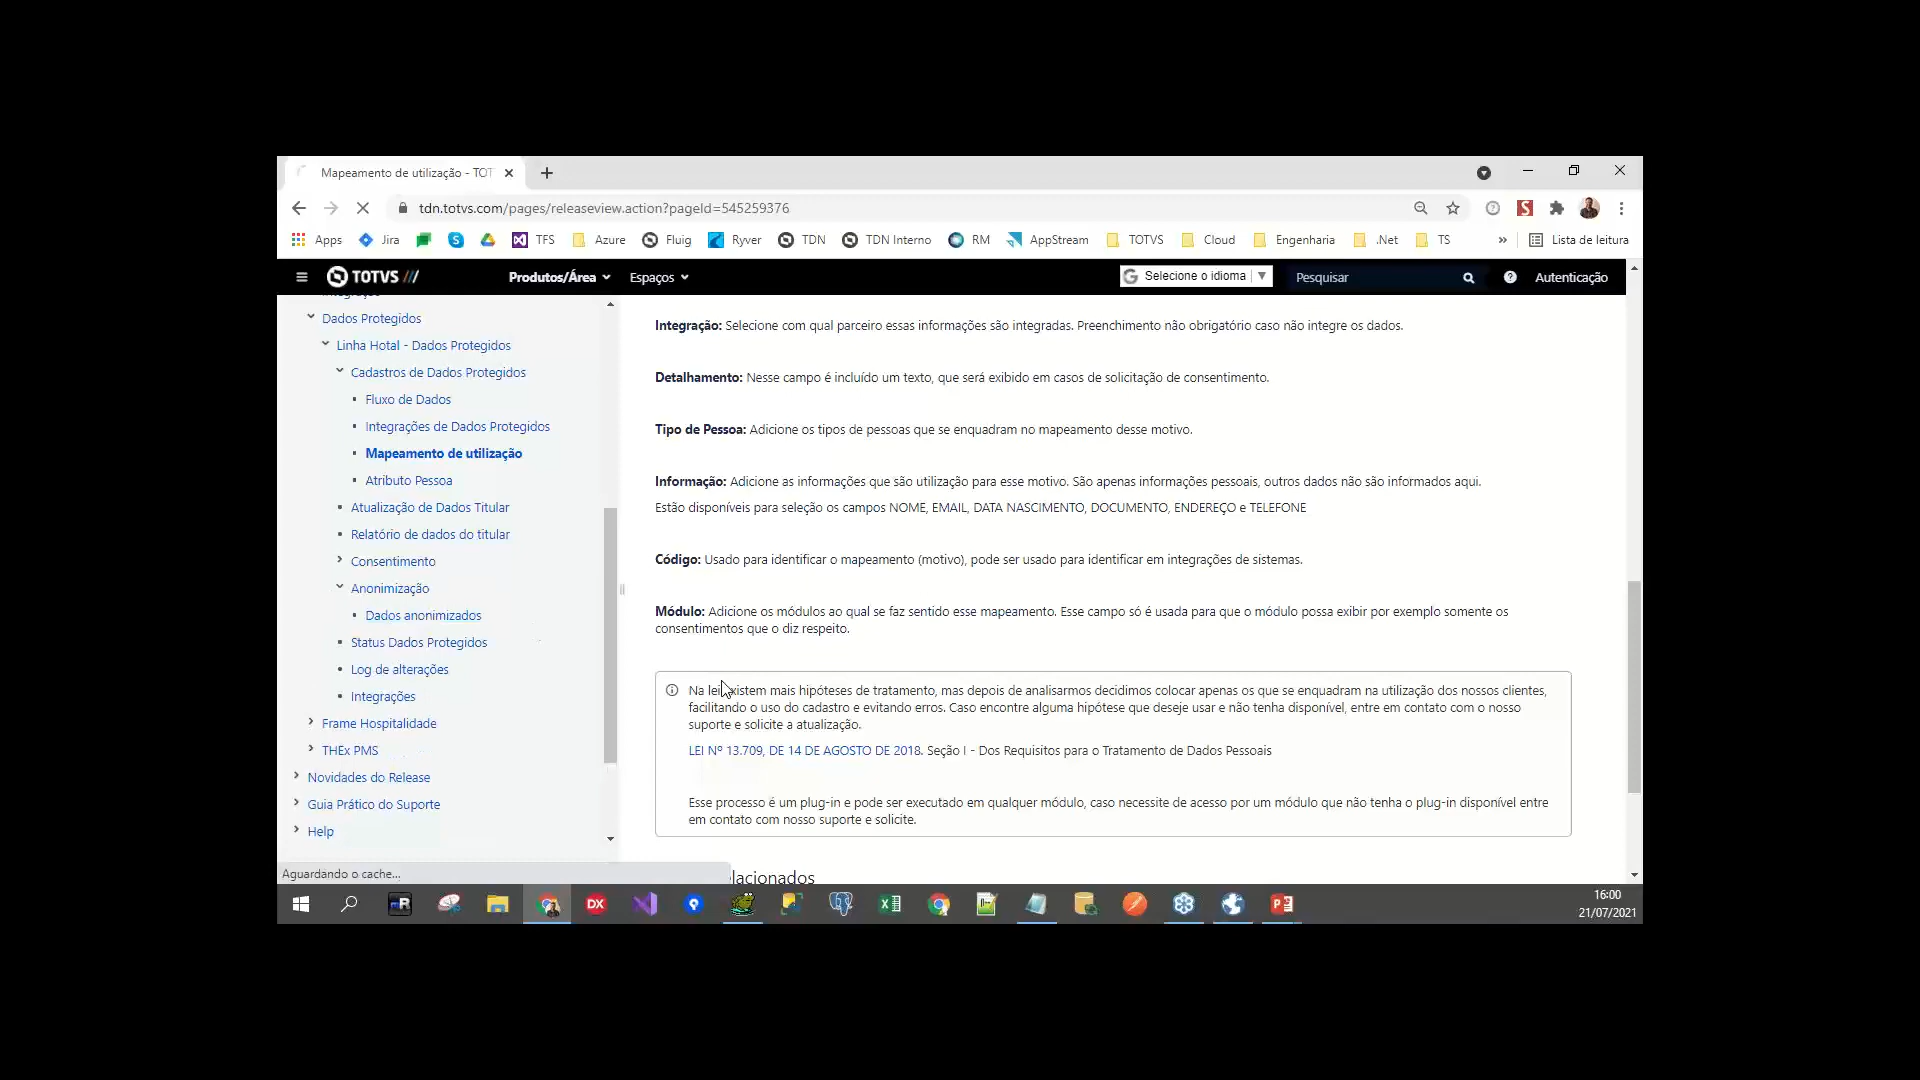 Mapeamento de utilização - TOT
tdn.totvs.com/pages/releaseview.action?pageId=545259376
Apps Jira TFS Azure Fluig Ryver TDN TDN Interno RM AppStream TOTVS Cloud Engenharia .Net TS » Lista de leitura
TOTVS Produtos/Área Espaços Selecione o idioma Pesquisar Autenticação
Dados Protegidos
Linha Hotal - Dados Protegidos
Cadastros de Dados Protegidos
Fluxo de Dados
Integrações de Dados Protegidos
Mapeamento de utilização
Atributo Pessoa
Atualização de Dados Titular
Relatório de dados do titular
Consentimento
Anonimização
Dados anonimizados
Status Dados Protegidos
Log de alterações
Integrações
Frame Hospitalidade
THEx PMS
Novidades do Release
Guia Prático do Suporte
Help
Integração: Selecione com qual parceiro essas informações são integradas. Preenchimento não obrigatório caso não integre os dados.
Detalhamento: Nesse campo é incluído um texto, que será exibido em casos de solicitação de consentimento.
Tipo de Pessoa: Adicione os tipos de pessoas que se enquadram no mapeamento desse motivo.
Informação: Adicione as informações que são utilização para esse motivo. São apenas informações pessoais, outros dados não são informados aqui.
Estão disponíveis para seleção os campos NOME, EMAIL, DATA NASCIMENTO, DOCUMENTO, ENDEREÇO e TELEFONE
Código: Usado para identificar o mapeamento (motivo), pode ser usado para identificar em integrações de sistemas.
Módulo: Adicione os módulos ao qual se faz sentido esse mapeamento. Esse campo só é usada para que o módulo possa exibir por exemplo somente os
consentimentos que o diz respeito.
Na lei existem mais hipóteses de tratamento, mas depois de analisarmos decidimos colocar apenas os que se enquadram na utilização dos nossos clientes,
facilitando o uso do cadastro e evitando erros. Caso encontre alguma hipótese que deseje usar e não tenha disponível, entre em contato com o nosso
suporte e solicite a atualização.
LEI Nº 13.709, DE 14 DE AGOSTO DE 2018. Seção I - Dos Requisitos para o Tratamento de Dados Pessoais
Esse processo é um plug-in e pode ser executado em qualquer módulo, caso necessite de acesso por um módulo que não tenha o plug-in disponível entre
em contato com nosso suporte e solicite.
lacionados
Aguardando o cache...
16:00
21/07/2021